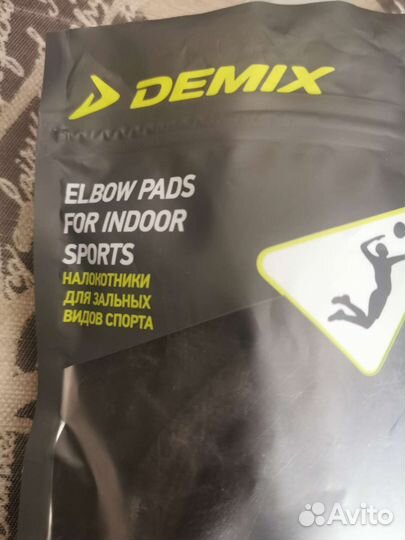 DEMIX
ELBOW PADS
FOR INDOOR
SPORTS
НАЛОКОТНИКИ
ДЛЯ ЗАЛЬНЫХ
ВИДОВ СПОРТА
Avito